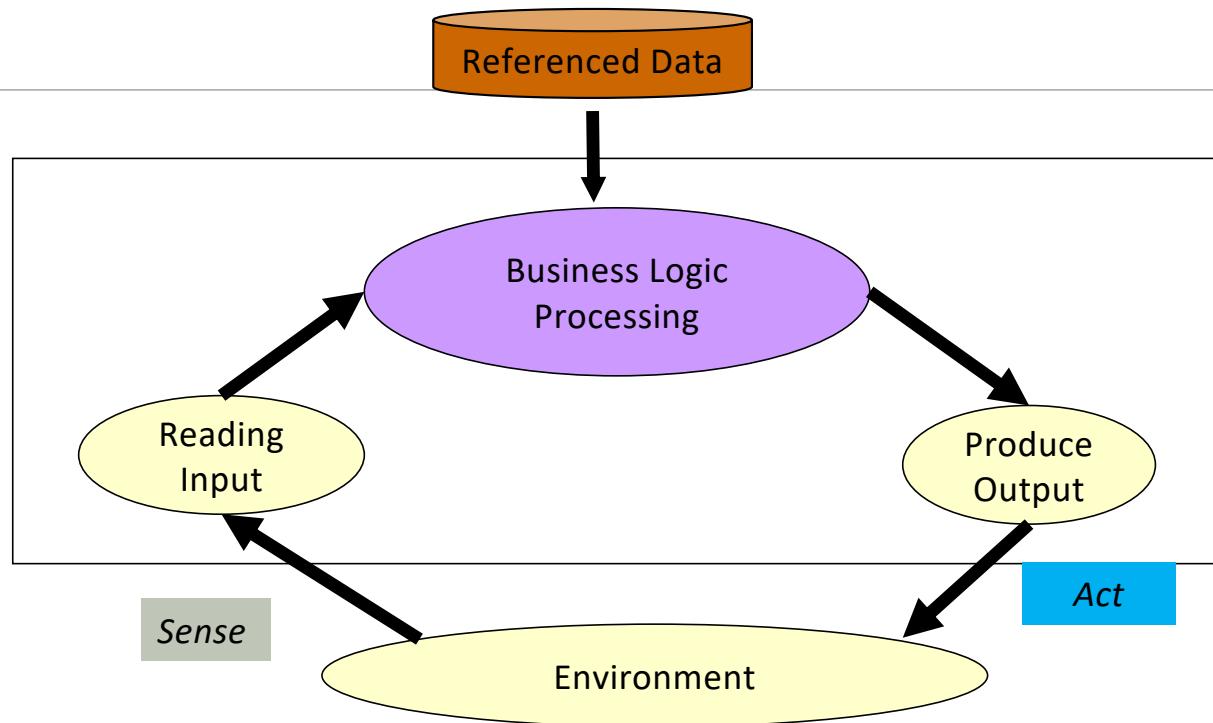 Referenced Data
Business Logic
Processing
Reading
Input
Produce
Output
Sense
Act
Environment